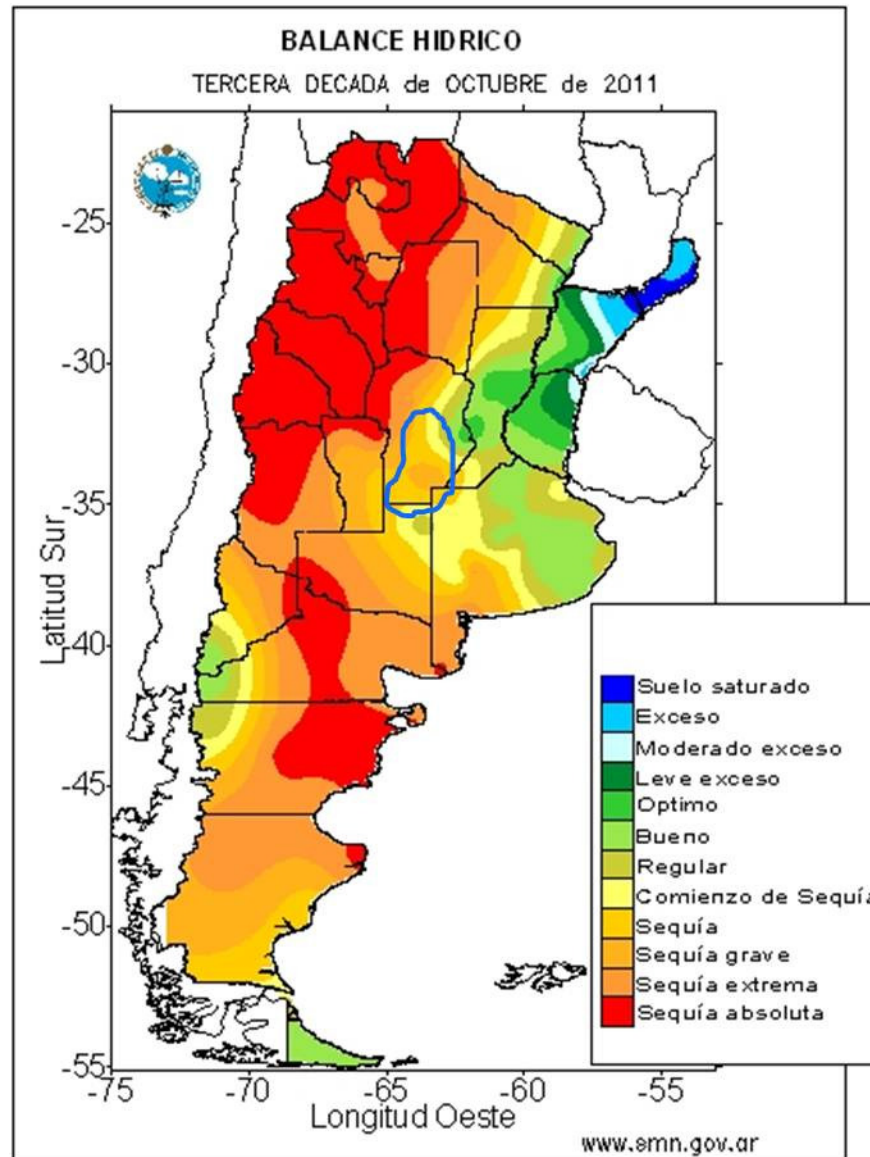 BALANCE HIDRICO
TERCERA DECADA de OCTUBRE de 2011
-25
-30
-35
-40
-45
-50
-55
Latitud Sur
-75
-70
-65
-60
-55
Longitud Oeste
Suelo saturado
Exceso
Moderado exceso
Leve exceso
Optimo
Bueno
Regular
Comienzo de Sequía
Sequía
Sequía grave
Sequía extrema
Sequía absoluta
www.smn.gov.ar